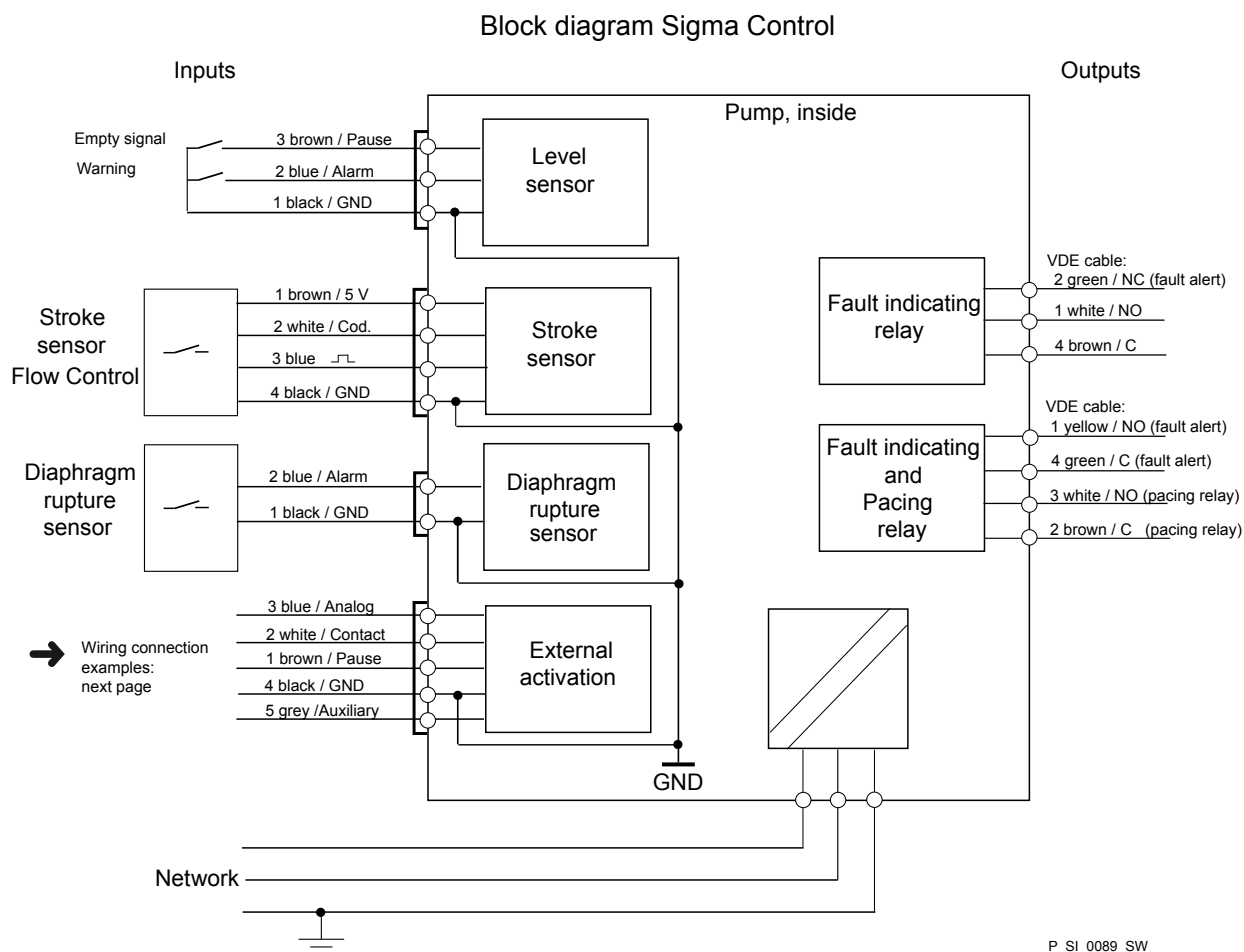 Block diagram Sigma Control
Inputs
Outputs
Pump, inside
Empty signal
Warning
3 brown / Pause
2 blue / Alarm
1 black / GND
Level
sensor
Stroke
sensor
Flow Control
1 brown / 5 V
2 white / Cod.
3 blue
4 black / GND
Stroke
sensor
Diaphragm
rupture
sensor
2 blue / Alarm
1 black / GND
Diaphragm
rupture
sensor
Wiring connection
examples:
next page
3 blue / Analog
2 white / Contact
1 brown / Pause
4 black / GND
5 grey /Auxiliary
External
activation
GND
Fault indicating
relay
VDE cable:
2 green / NC (fault alert)
1 white / NO
4 brown / C
Fault indicating
and
Pacing
relay
VDE cable:
1 yellow / NO (fault alert)
4 green / C (fault alert)
3 white / NO (pacing relay)
2 brown / C (pacing relay)
Network
P_SI_0089_SW